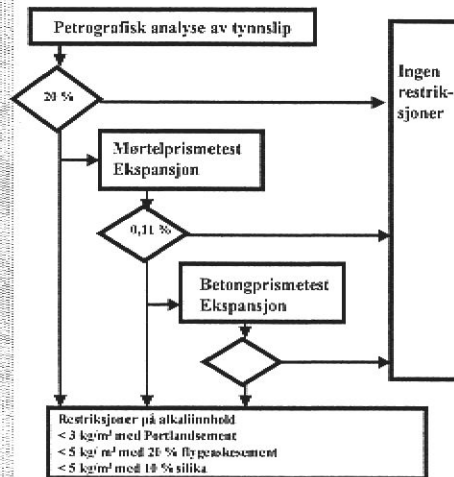 Petrografisk analyse av tynnslip
20 %
Ingen
restrik-
sjoner
Mørtelprismetest
Ekspansjon
0,11 %
Betongprismetest
Ekspansjon
Restriksjoner på alkaliinnhold
< 3 kg/m³ med Portlandsement
< 5 kg/ m³ med 20 % flygeaskesement
< 5 kg/m³ med 10 % silika